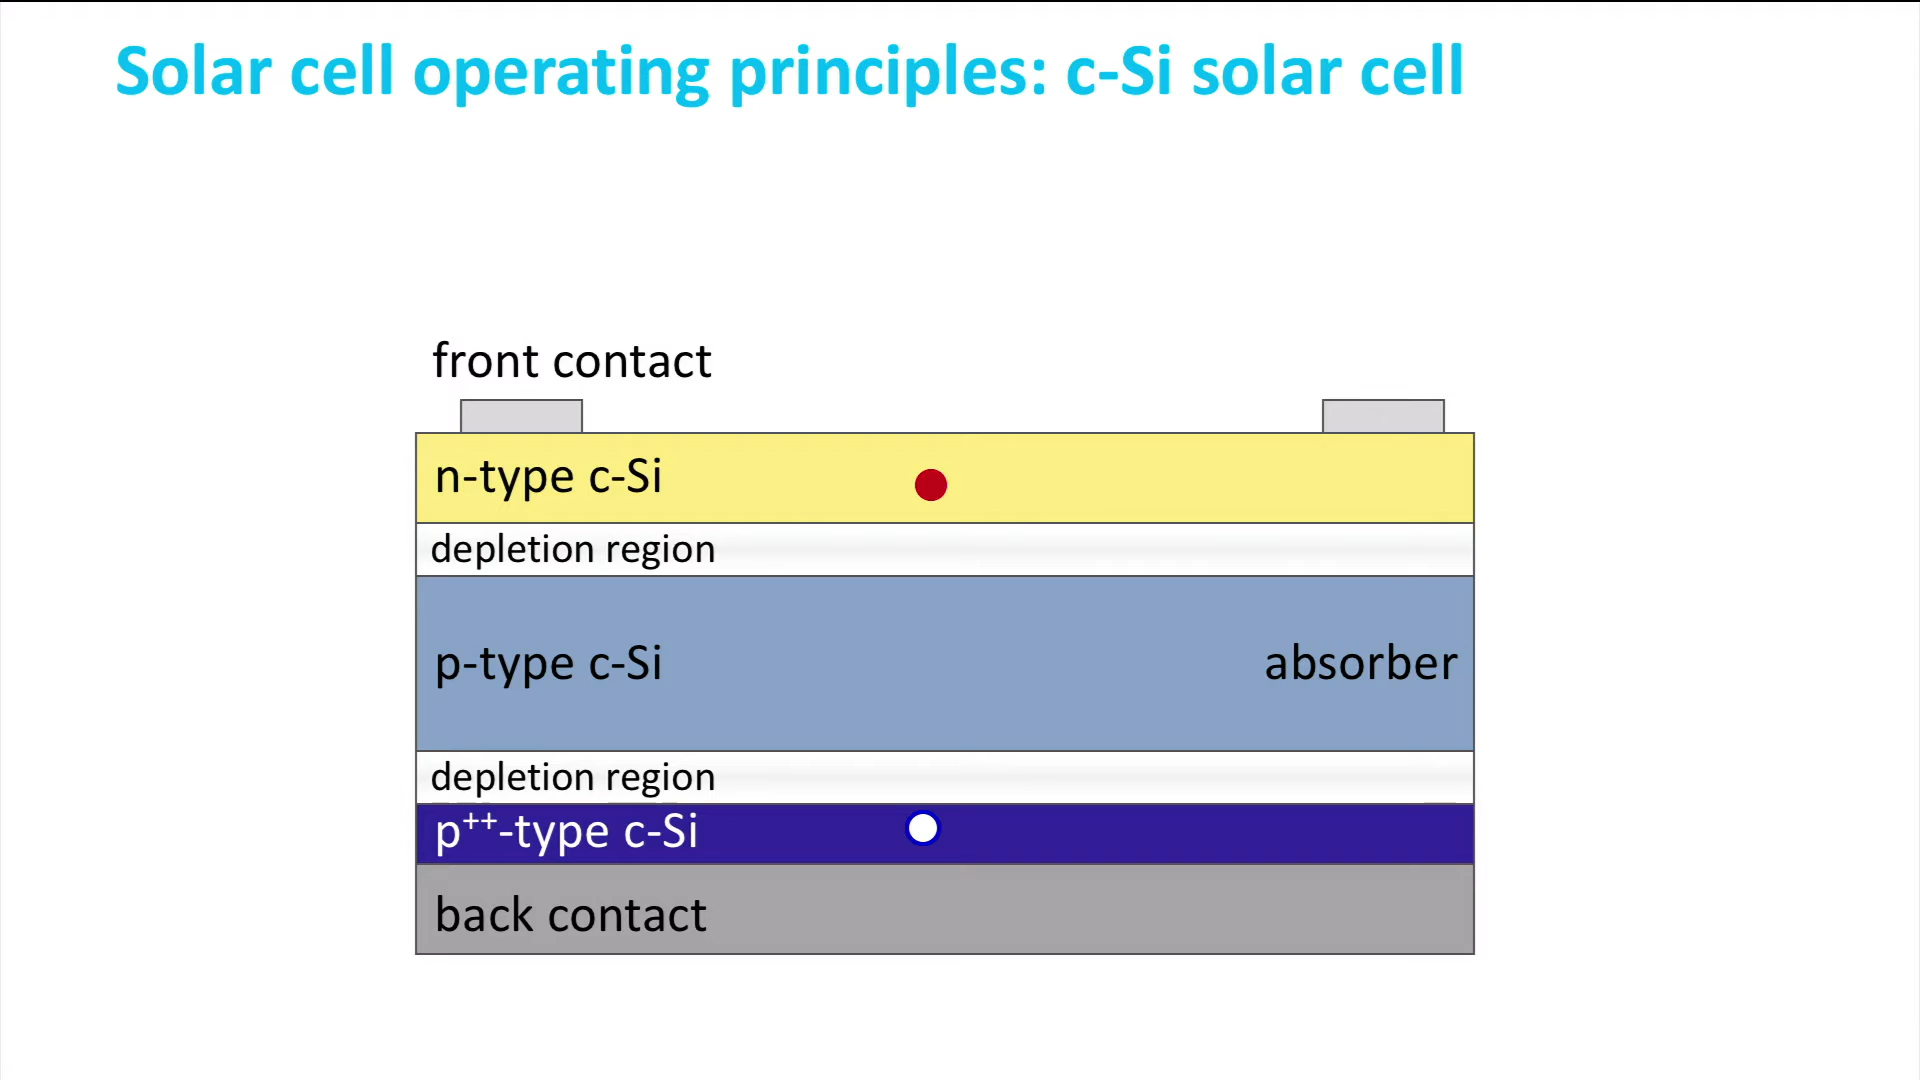 Solar cell operating principles: c-Si solar cell
front contact
n-type c-Si
depletion region
p-type c-Si absorber
depletion region
p⁺⁺-type c-Si
back contact